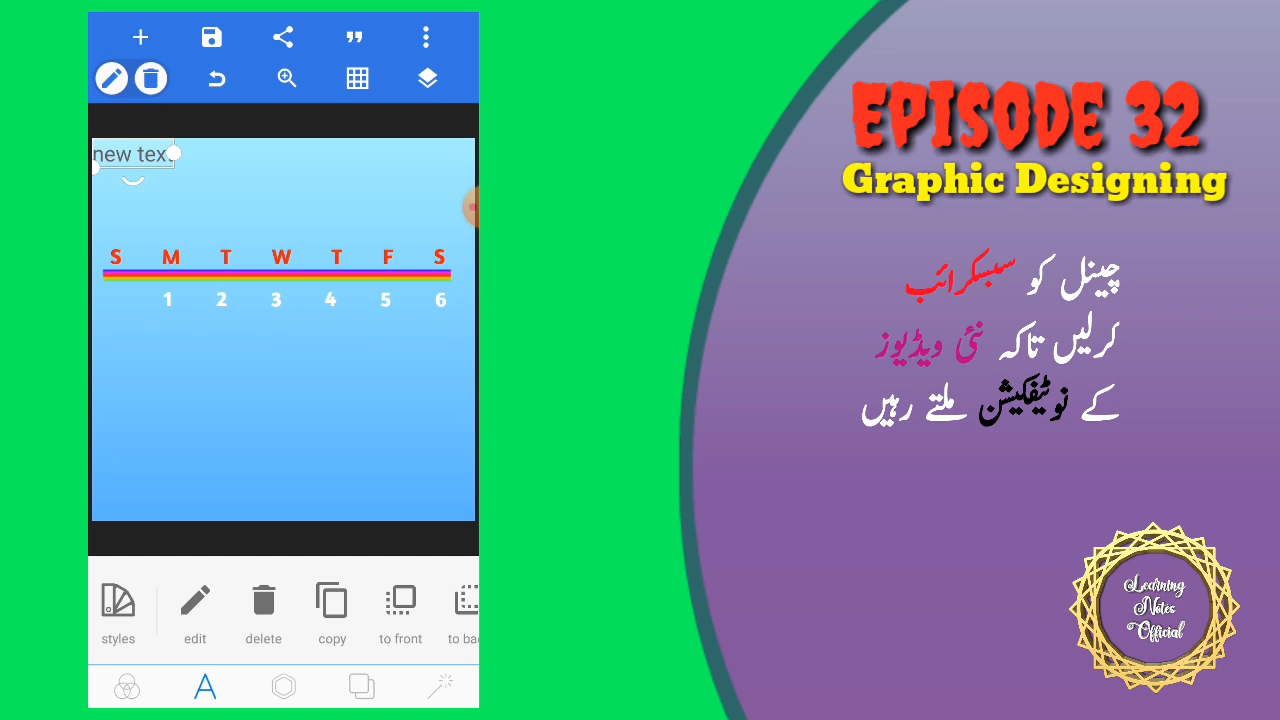 new tex
S M T W T F S
1 2 3 4 5 6
styles edit delete copy to front to ba
EPISODE 32
Graphic Designing
چینل کو سبسکرائب
کرلیں تاکہ نئی ویڈیوز
کے نوٹیفکیشن ملتے رہیں
Learning
Notes
Official